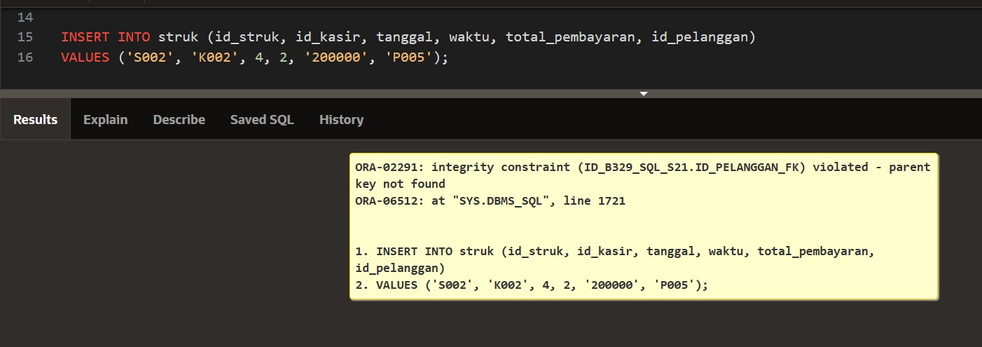 14
15 INSERT INTO struk (id_struk, id_kasir, tanggal, waktu, total_pembayaran, id_pelanggan)
16 VALUES ('S002', 'K002', 4, 2, '200000', 'P005');
Results Explain Describe Saved SQL History
ORA-02291: integrity constraint (ID_B329_SQL_S21.ID_PELANGGAN_FK) violated - parent
key not found
ORA-06512: at "SYS.DBMS_SQL", line 1721
1. INSERT INTO struk (id_struk, id_kasir, tanggal, waktu, total_pembayaran,
id_pelanggan)
2. VALUES ('S002', 'K002', 4, 2, '200000', 'P005');